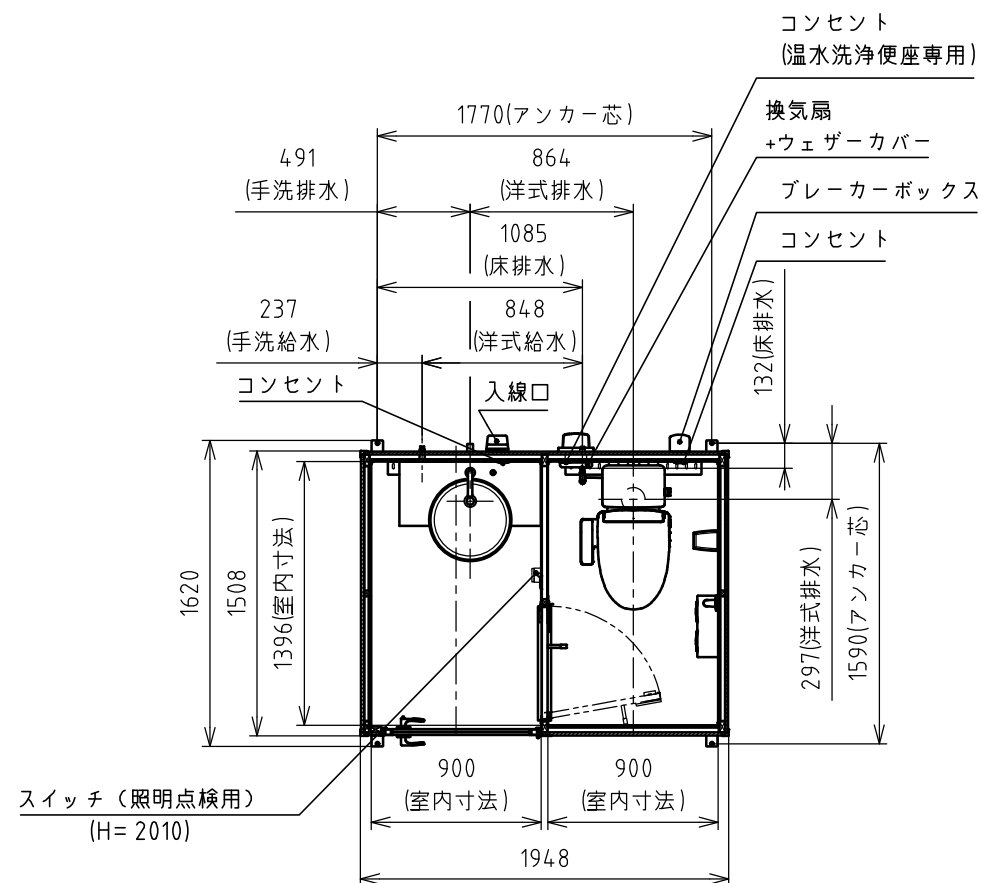 コンセント
(温水洗浄便座専用)
換気扇
+ウェザーカバー
ブレーカーボックス
コンセント
1770(アンカー芯)
491
(手洗排水)
864
(洋式排水)
1085
(床排水)
237
(手洗給水)
848
(洋式給水)
132(床排水)
コンセント
入線口
1620
1508
1396(室内寸法)
297(洋式排水)
1590(アンカー芯)
900
(室内寸法)
900
(室内寸法)
スイッチ(照明点検用)
(H=2010)
1948